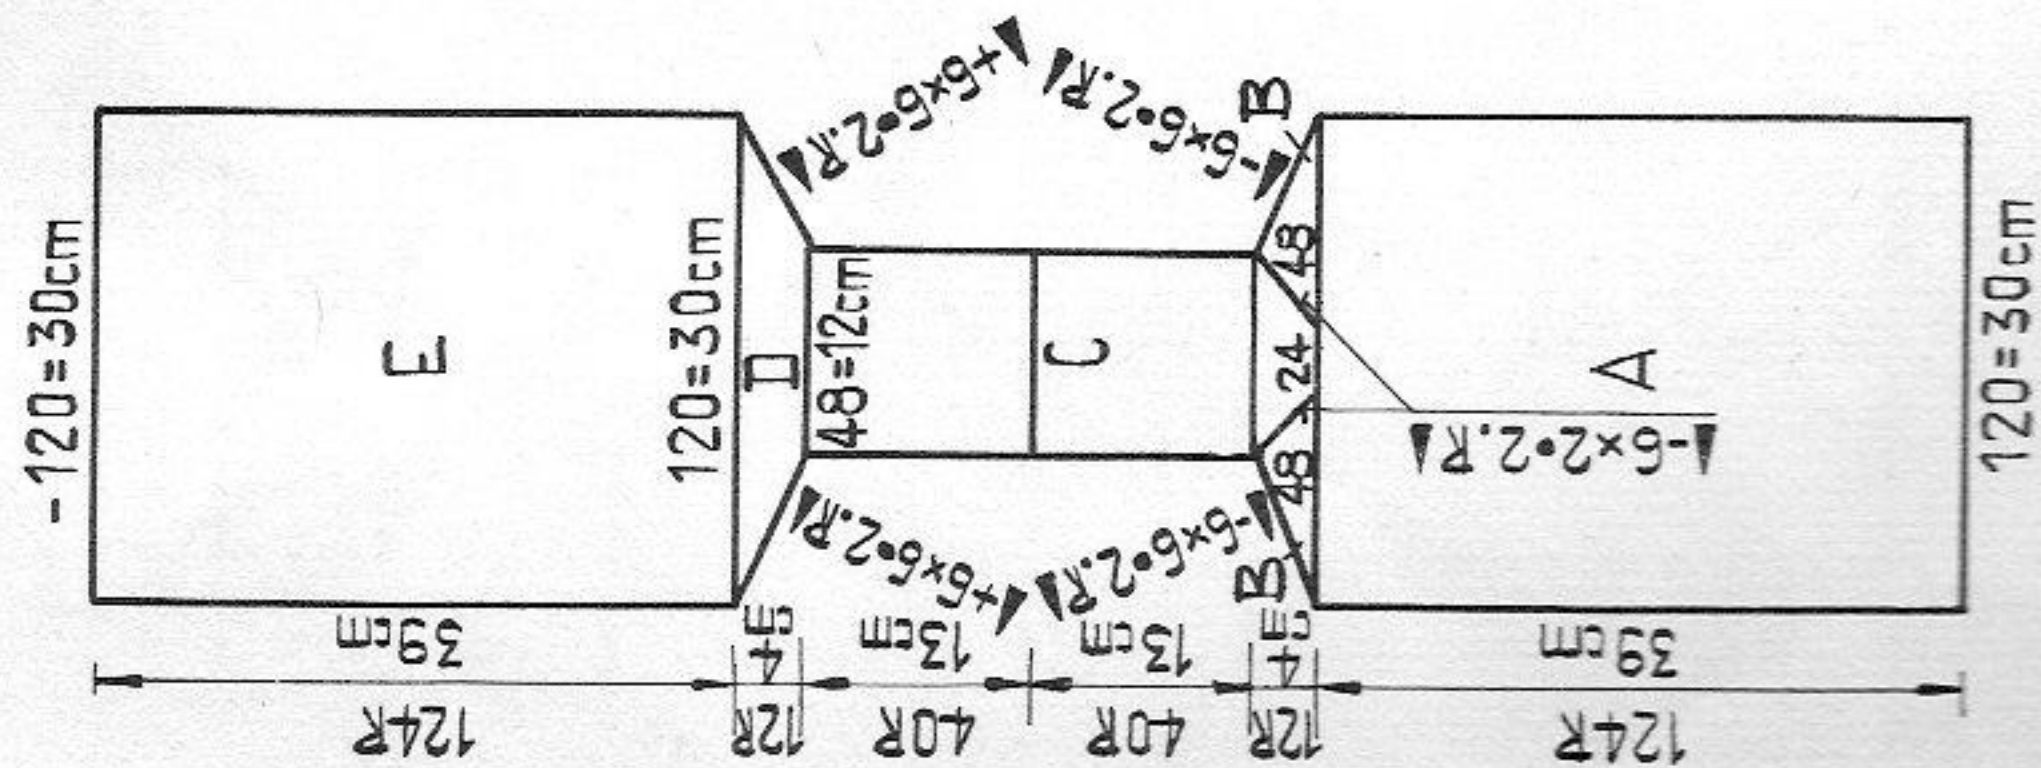 -120=30cm
E
39cm
124R
120=30cm
D
4cm
12R
48=12cm
+6×6•2.R
+6×6•2.R
13cm
40R
C
13cm
40R
-6×6•2.R
-6×6•2.R
B
B
48
24
48
4cm
12R
-6×2•2.R
A
39cm
124R
120=30cm